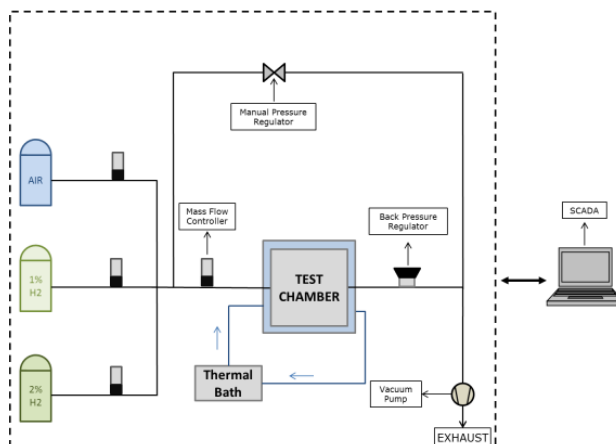 Manual Pressure
Regulator
AIR
Mass Flow
Controller
Back Pressure
Regulator
SCADA
1%
H2
TEST
CHAMBER
Thermal
Bath
2%
H2
Vacuum
Pump
EXHAUST